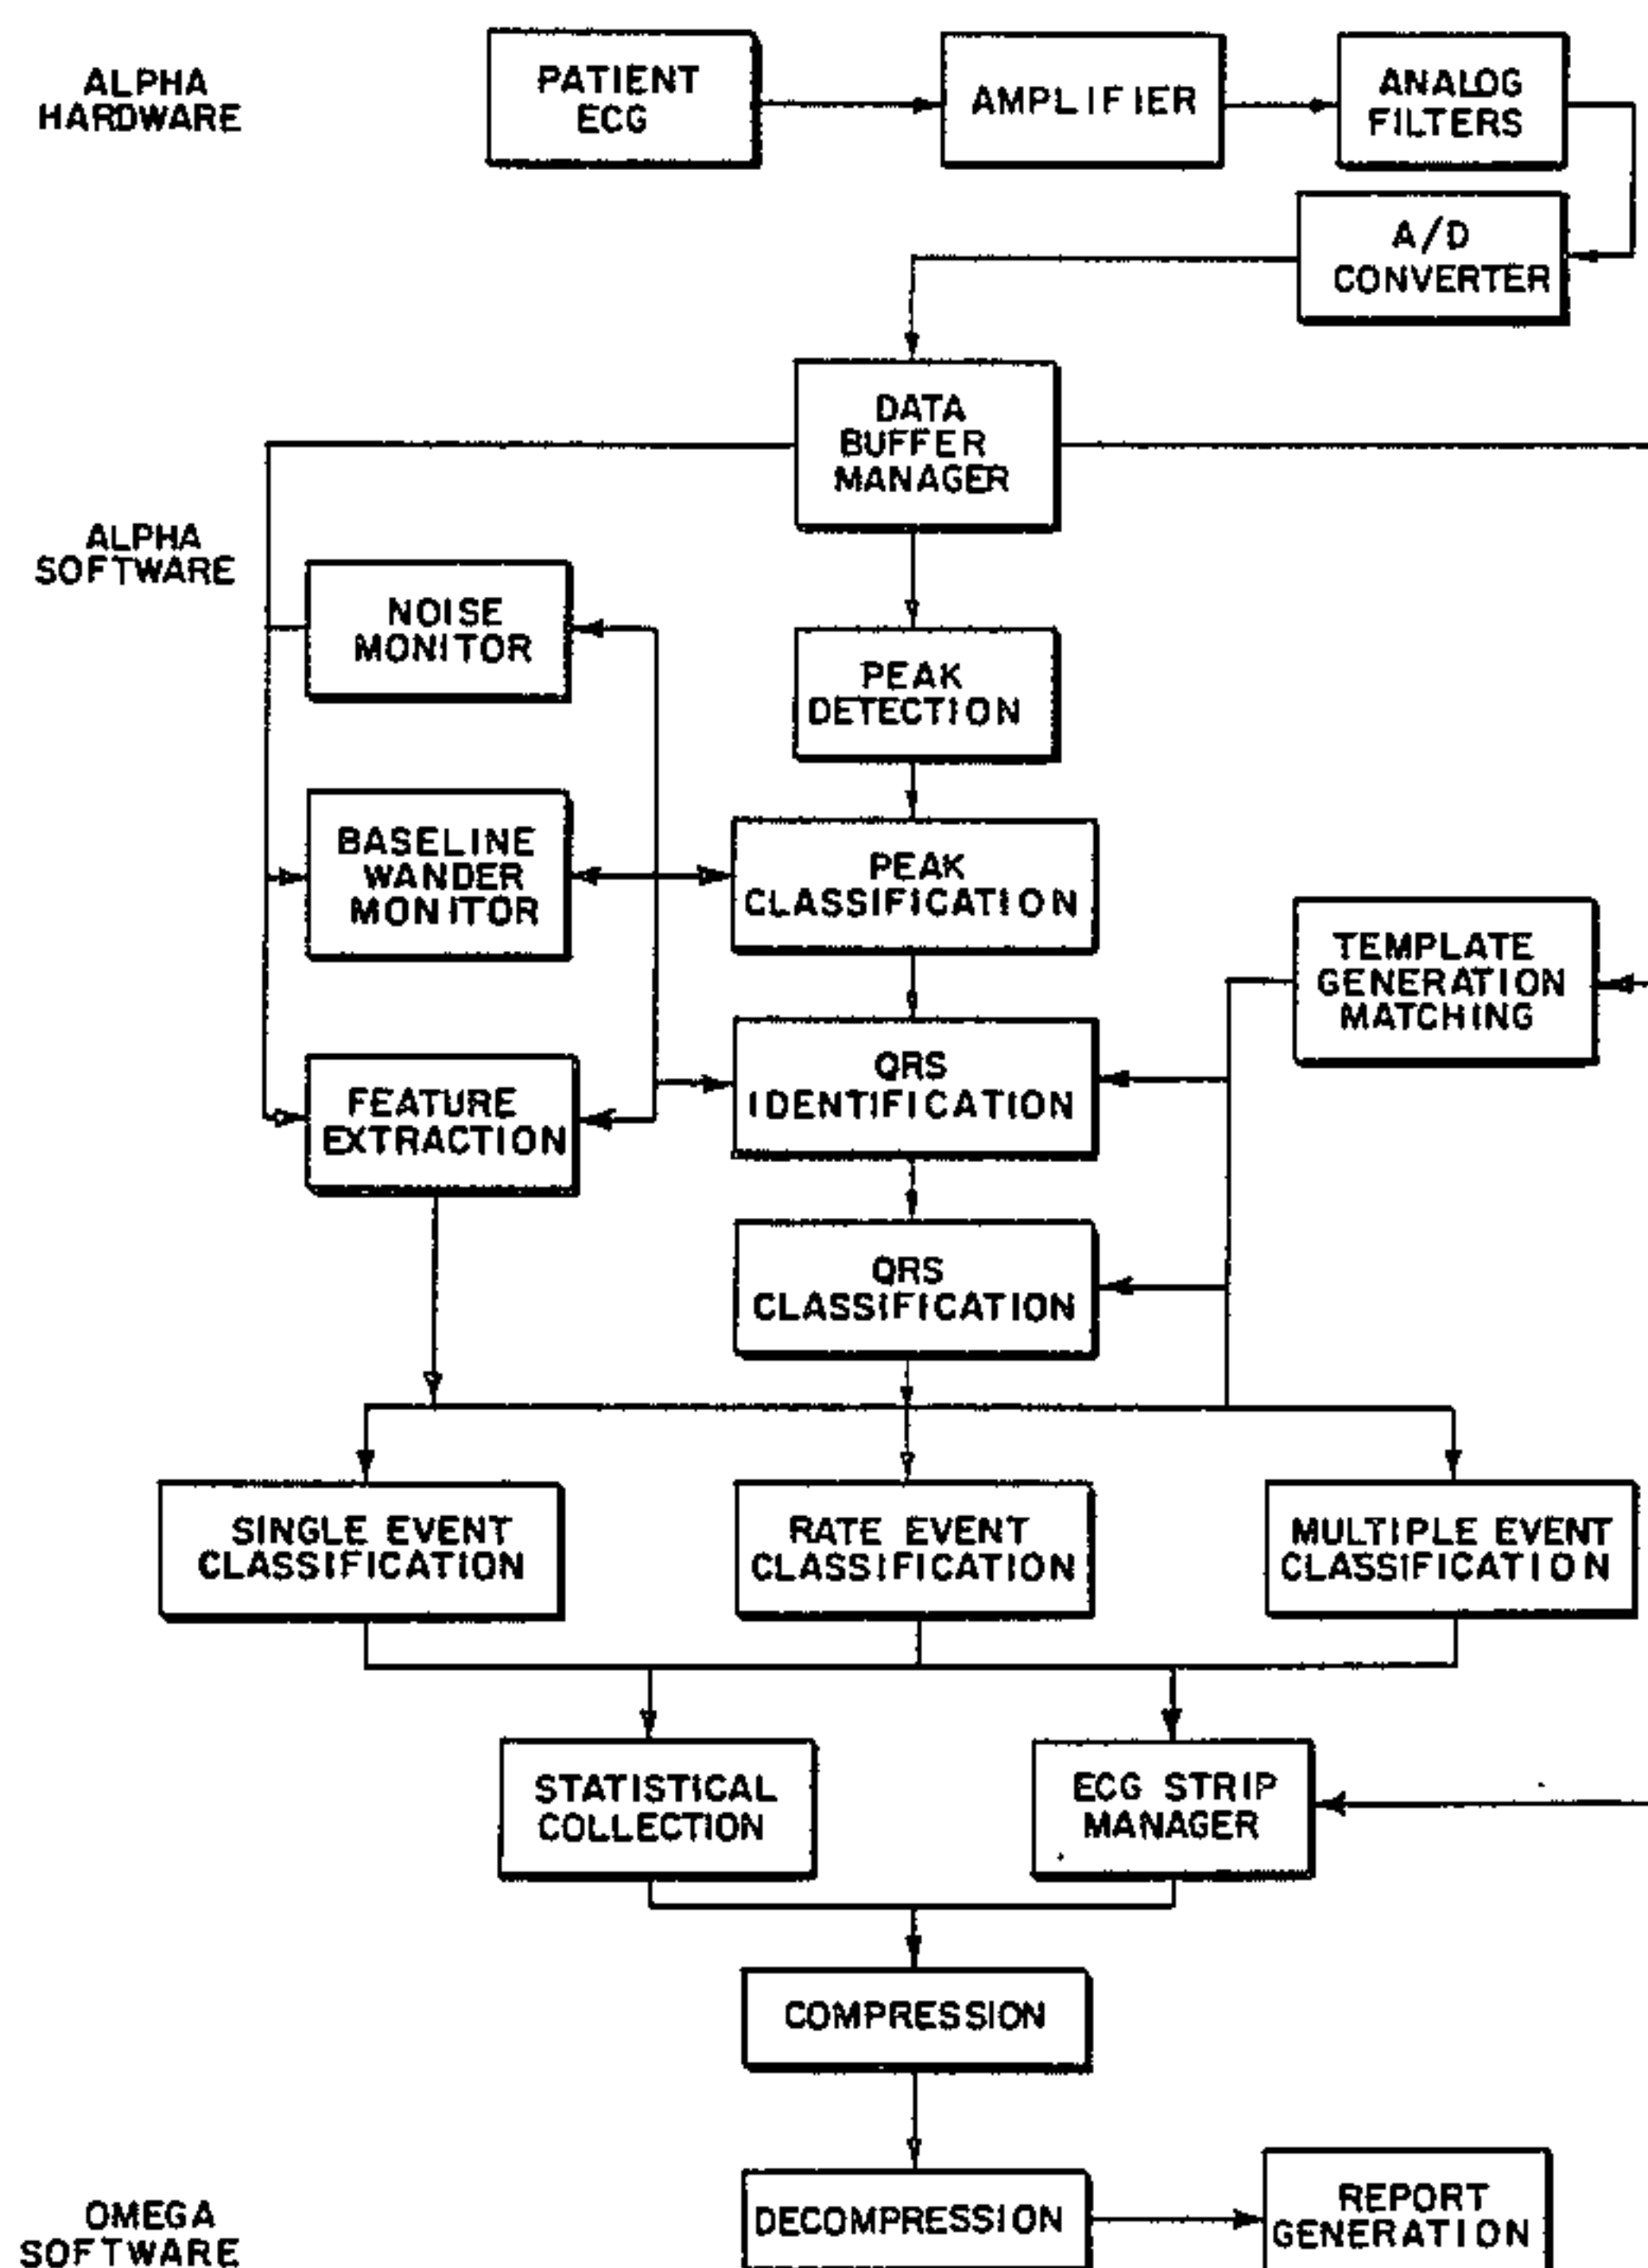 ALPHA
HARDWARE
PATIENT
ECG
AMPLIFIER
ANALOG
FILTERS
A/D
CONVERTER
DATA
BUFFER
MANAGER
ALPHA
SOFTWARE
NOISE
MONITOR
PEAK
DETECTION
BASELINE
WANDER
MONITOR
PEAK
CLASSIFICATION
TEMPLATE
GENERATION
MATCHING
FEATURE
EXTRACTION
QRS
IDENTIFICATION
QRS
CLASSIFICATION
SINGLE EVENT
CLASSIFICATION
RATE EVENT
CLASSIFICATION
MULTIPLE EVENT
CLASSIFICATION
STATISTICAL
COLLECTION
ECG STRIP
MANAGER
COMPRESSION
OMEGA
SOFTWARE
DECOMPRESSION
REPORT
GENERATION